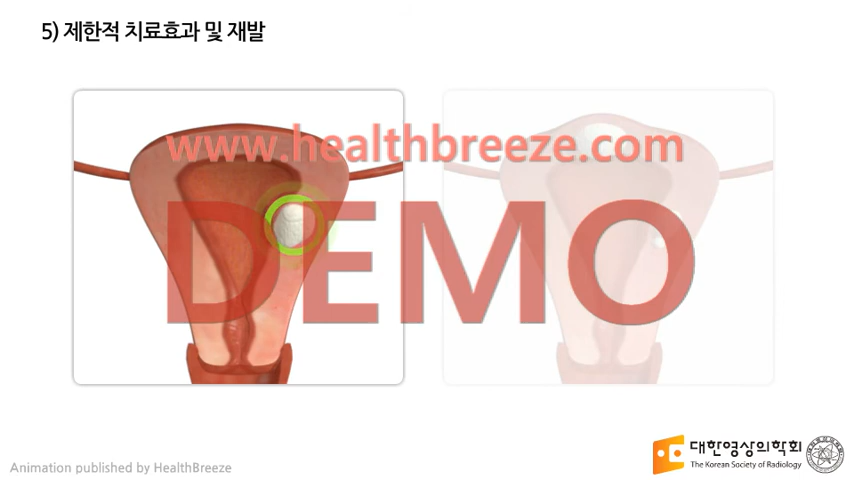 5) 제한적 치료효과 및 재발
www.healthbreeze.com
DEMO
대한영상의학회
The Korean Society of Radiology
Animation published by HealthBreeze